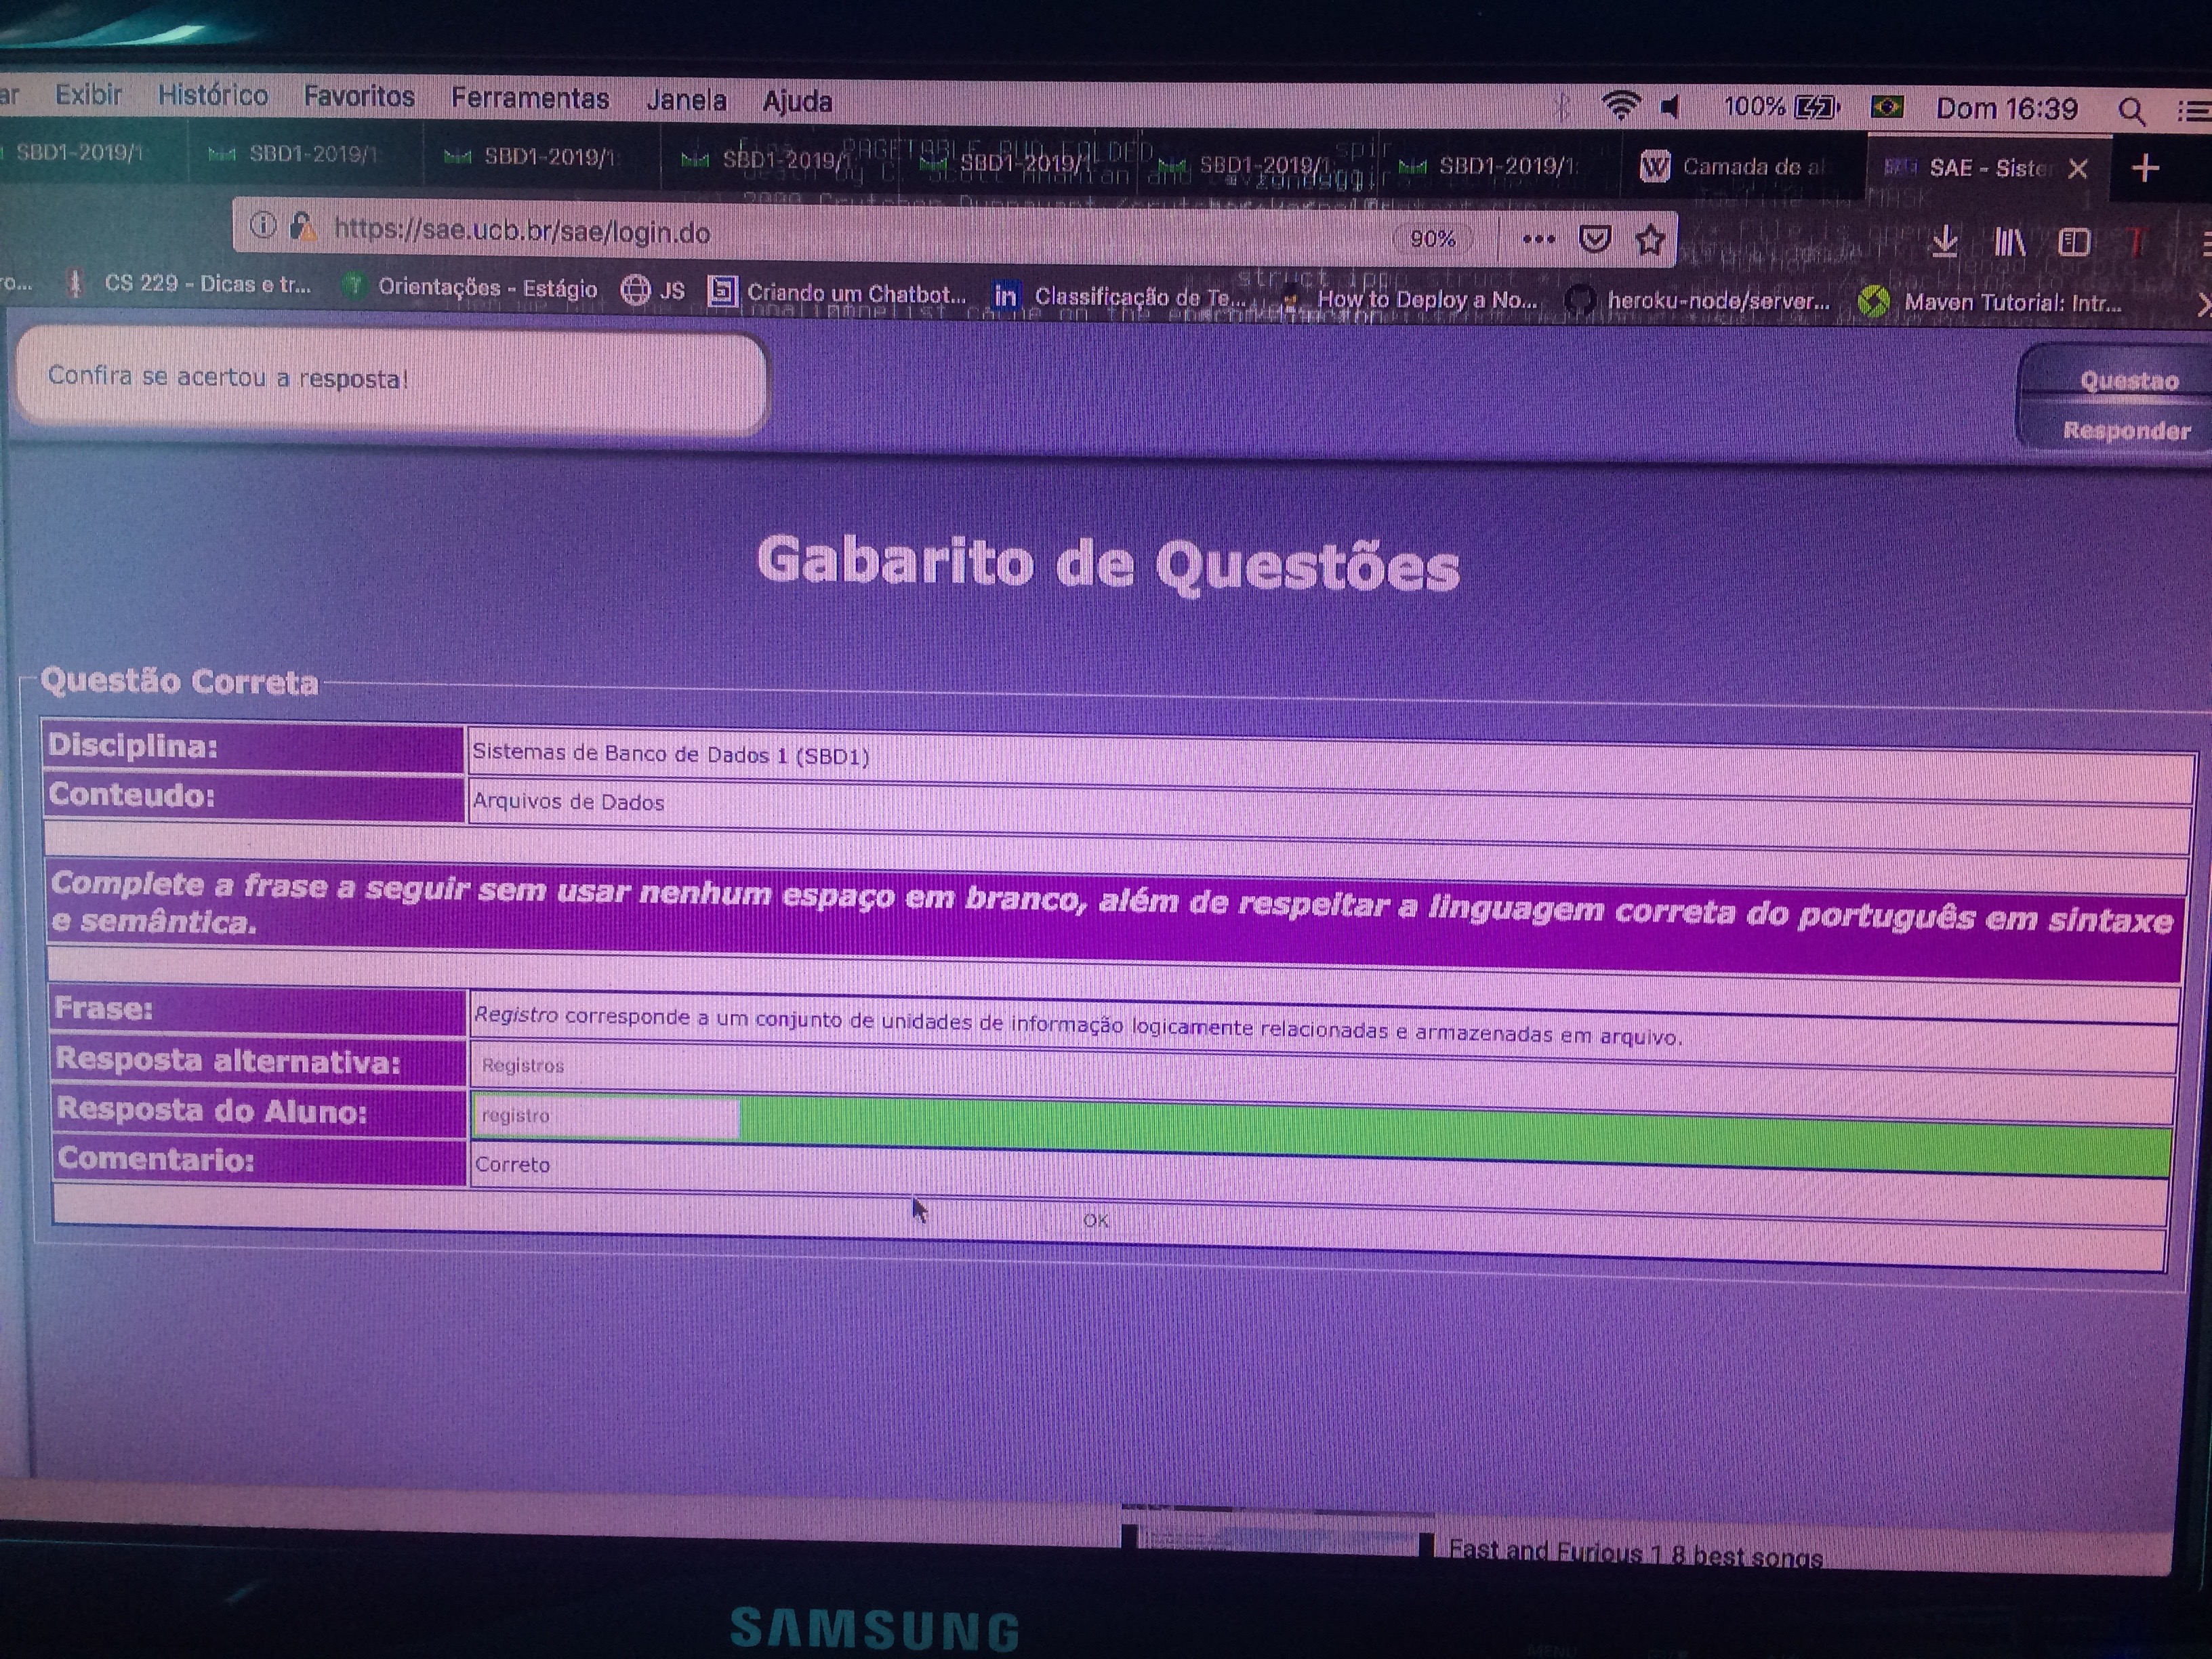 ar Exibir Histórico Favoritos Ferramentas Janela Ajuda 100% Dom 16:39
SBD1-2019/1 SBD1-2019/1 SBD1-2019/1 SBD1-2019/1 SBD1-2019/1 SBD1-2019/1 SBD1-2019/1: W Camada de al SAE - Siste
https://sae.ucb.br/sae/login.do 90%
ro... CS 229 - Dicas e tr... Orientações - Estágio JS Criando um Chatbot... in Classificação de Te... How to Deploy a No... heroku-node/server... Maven Tutorial: Intr...
Confira se acertou a resposta!
Questao
Responder
Gabarito de Questões
Questão Correta
Disciplina: Sistemas de Banco de Dados 1 (SBD1)
Conteudo: Arquivos de Dados
Complete a frase a seguir sem usar nenhum espaço em branco, além de respeitar a linguagem correta do português em sintaxe
e semântica.
Frase: Registro corresponde a um conjunto de unidades de informação logicamente relacionadas e armazenadas em arquivo.
Resposta alternativa: Registros
Resposta do Aluno: registro
Comentario: Correto
OK
Fast and Furious 1 8 best songs
SAMSUNG